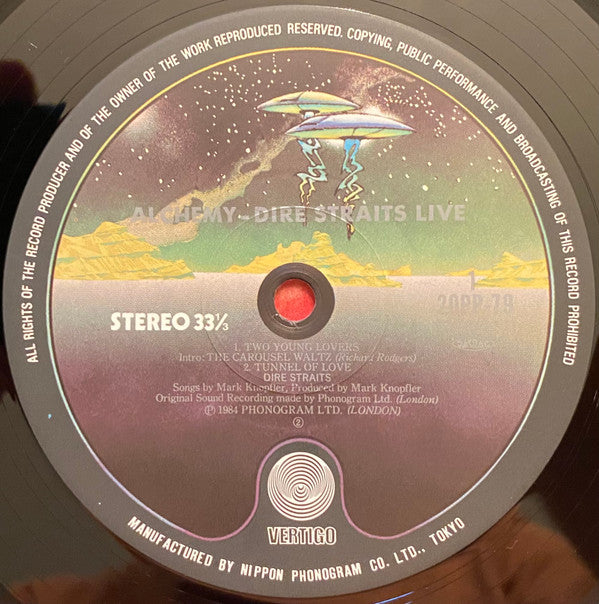 ALL RIGHTS OF THE RECORD PRODUCER AND OF THE OWNER OF THE WORK REPRODUCED RESERVED. COPYING, PUBLIC PERFORMANCE AND BROADCASTING OF THIS RECORD PROHIBITED
ALCHEMY—DIRE STRAITS LIVE
1
20PP-78
STEREO 33⅓
1. TWO YOUNG LOVERS
Intro: THE CAROUSEL WALTZ (Richard Rodgers)
2. TUNNEL OF LOVE
DIRE STRAITS
Songs by Mark Knopfler, Produced by Mark Knopfler
Original Sound Recording made by Phonogram Ltd. (London)
℗ 1984 PHONOGRAM LTD. (LONDON)
②
VERTIGO
MANUFACTURED BY NIPPON PHONOGRAM CO. LTD., TOKYO